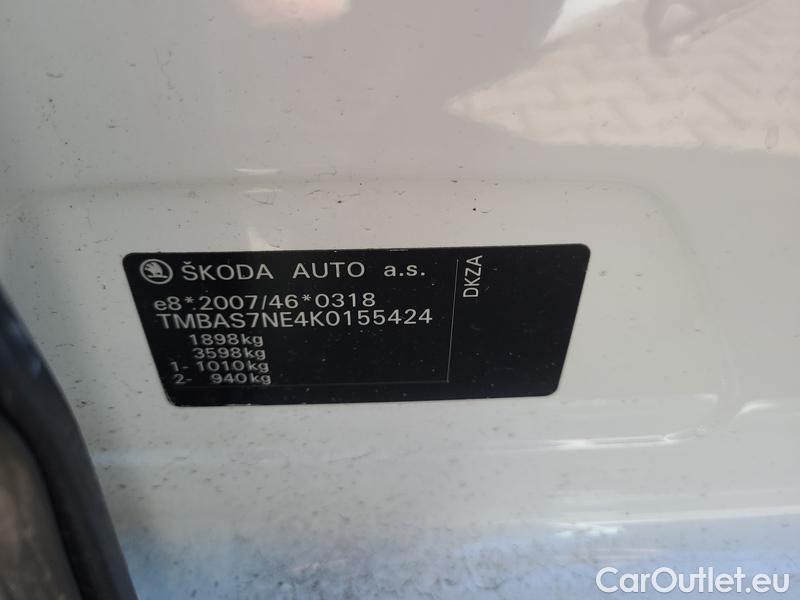 ŠKODA AUTO a.s.
e8*2007/46*0318
TMBAS7NE4K0155424
1898kg
3598kg
1- 1010kg
2- 940kg
DKZA
CarOutlet.eu